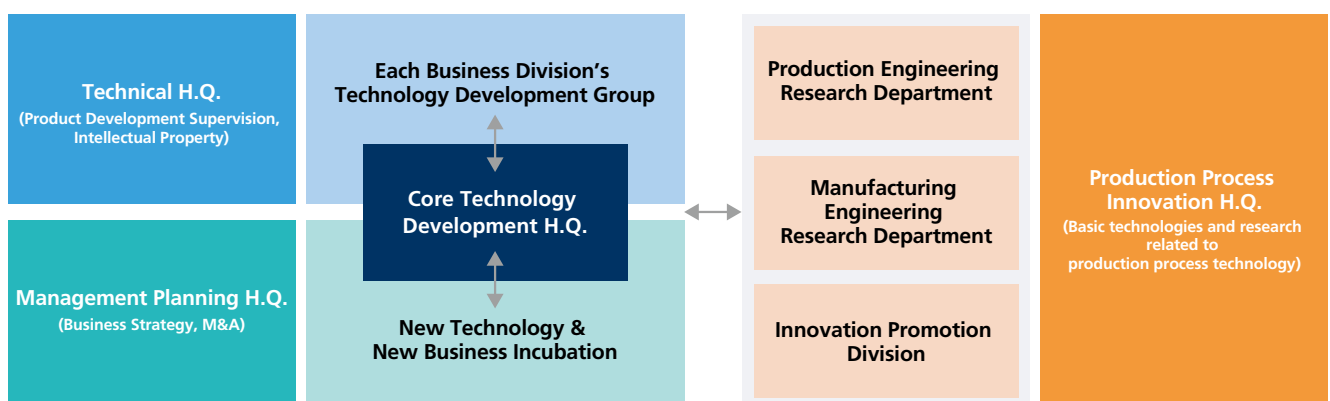 Technical H.Q.
(Product Development Supervision,
Intellectual Property)
Each Business Division's
Technology Development Group
Core Technology
Development H.Q.
Management Planning H.Q.
(Business Strategy, M&A)
New Technology &
New Business Incubation
Production Engineering
Research Department
Manufacturing
Engineering
Research Department
Innovation Promotion
Division
Production Process
Innovation H.Q.
(Basic technologies and research
related to
production process technology)